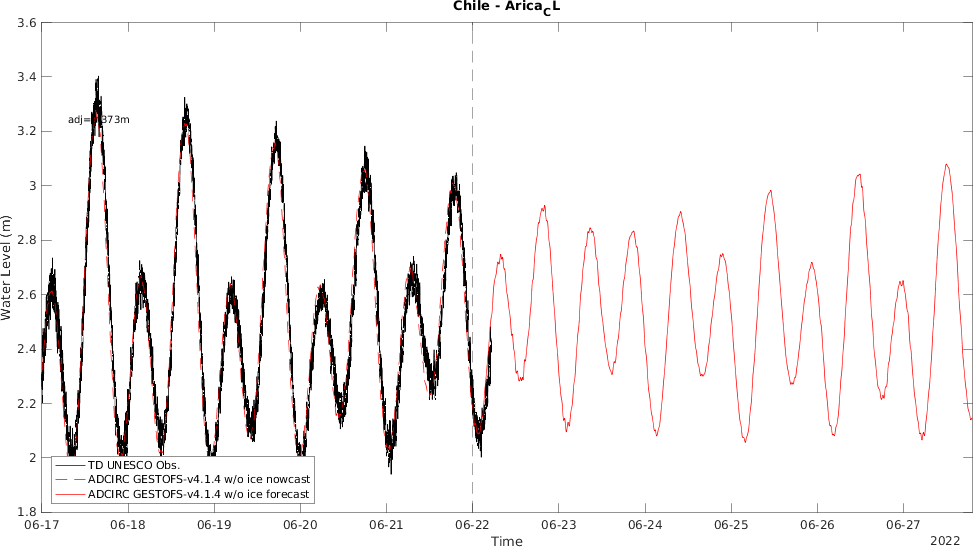 Chile - AricaCL
3.6
3.4
3.2
3
2.8
2.6
2.4
2.2
2
1.8
Water Level (m)
TD UNESCO Obs.
ADCIRC GESTOFS-v4.1.4 w/o ice nowcast
ADCIRC GESTOFS-v4.1.4 w/o ice forecast
06-17 06-18 06-19 06-20 06-21 06-22 06-23 06-24 06-25 06-26 06-27
Time
2022